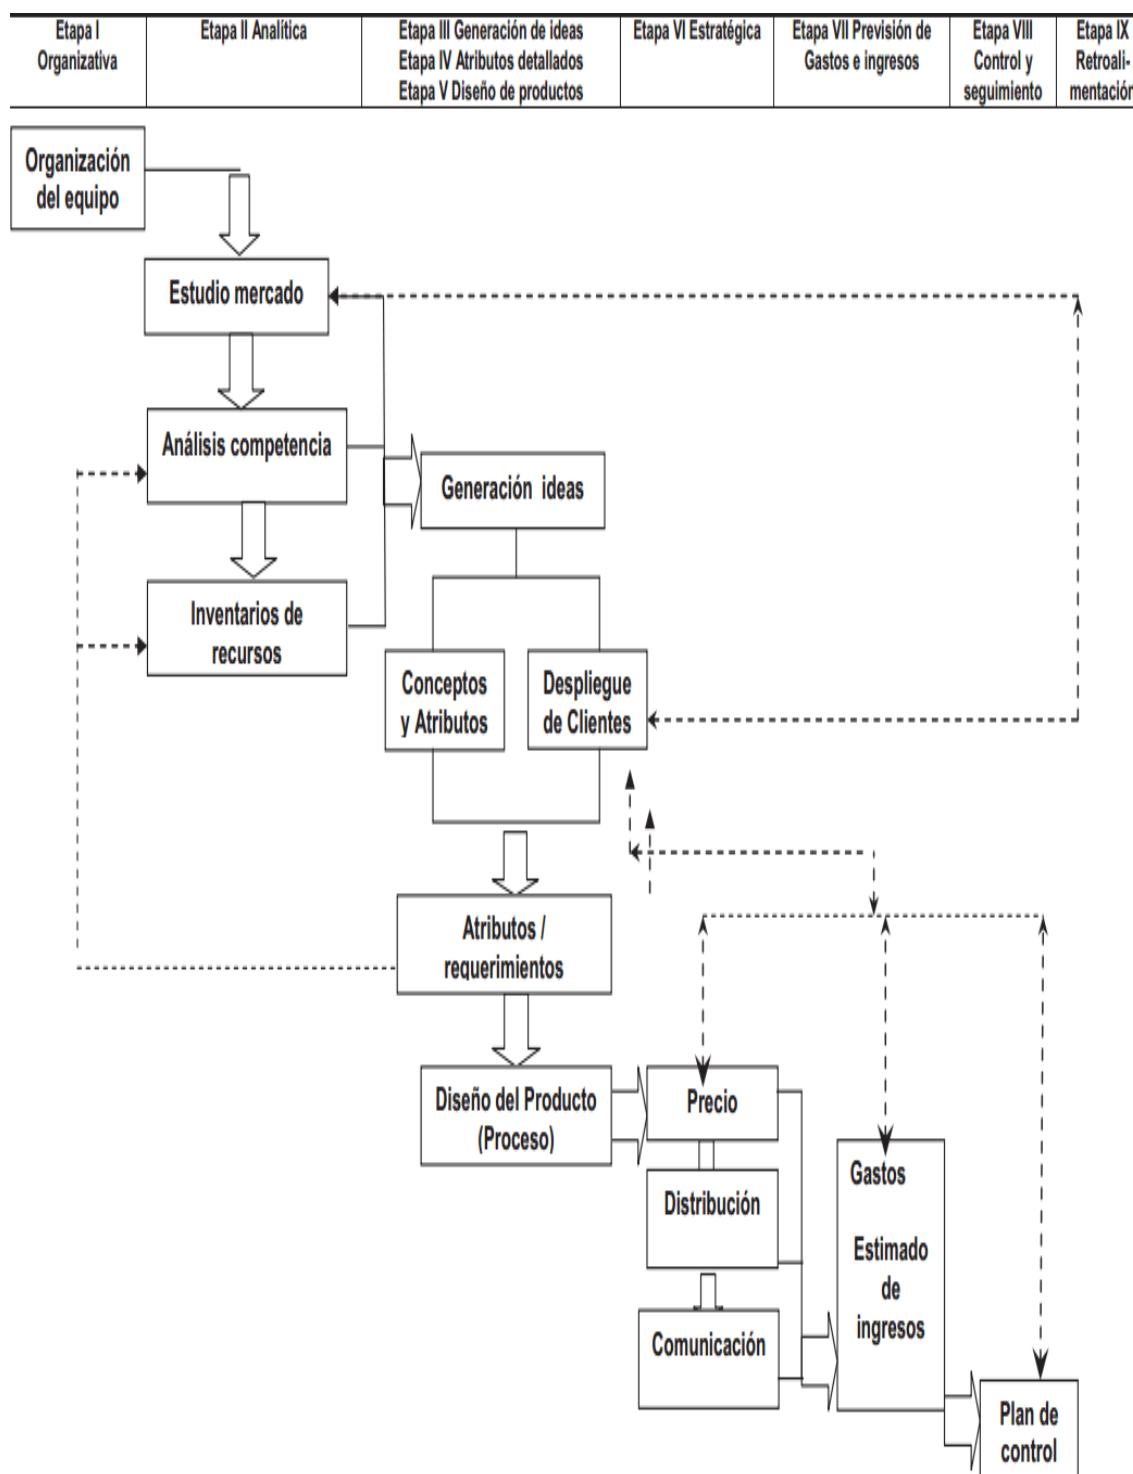 Etapa I
Organizativa
Etapa II Analítica
Etapa III Generación de ideas
Etapa IV Atributos detallados
Etapa V Diseño de productos
Etapa VI Estratégica
Etapa VII Previsión de
Gastos e ingresos
Etapa VIII
Control y
seguimiento
Etapa IX
Retroali-
mentación
Organización
del equipo
Estudio mercado
Análisis competencia
Generación ideas
Inventarios de
recursos
Conceptos
y Atributos
Despliegue
de Clientes
Atributos /
requerimientos
Diseño del Producto
(Proceso)
Precio
Distribución
Comunicación
Gastos
Estimado
de
ingresos
Plan de
control